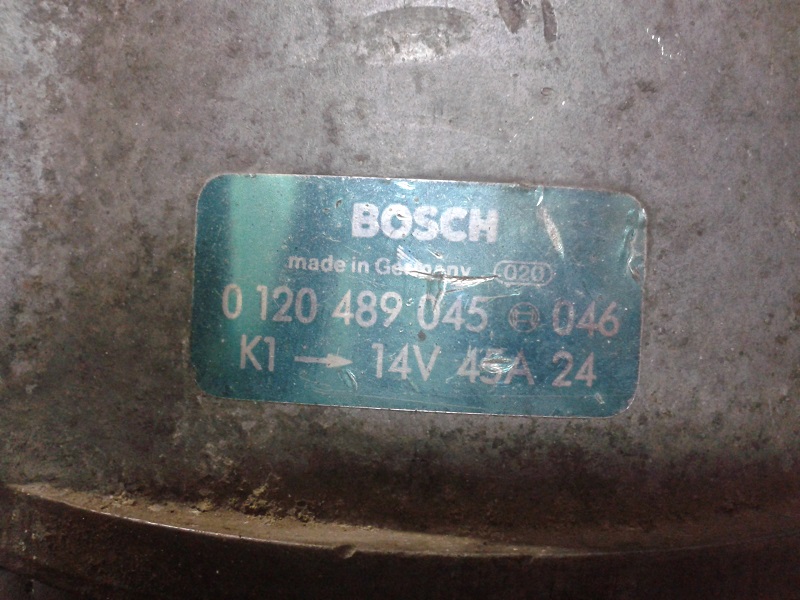 BOSCH
made in Germany 020
0 120 489 045 046
K1 → 14V 45A 24